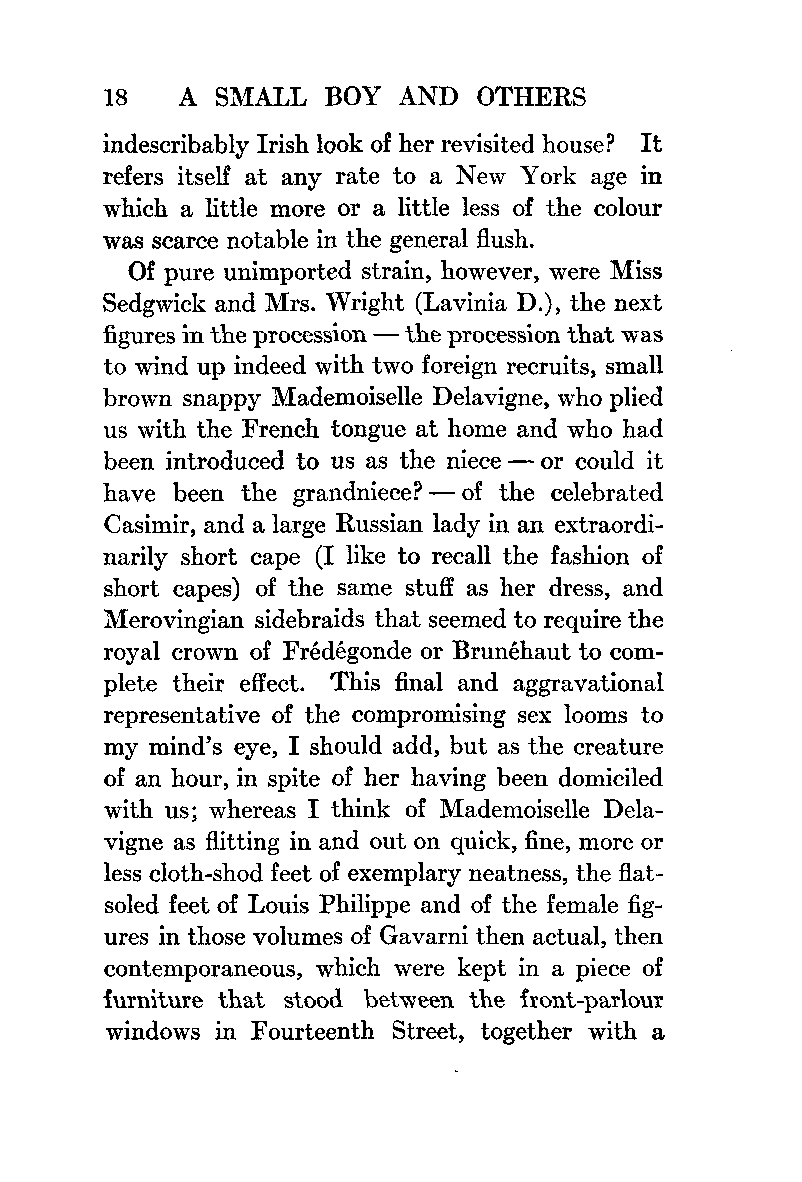 18 A SMALL BOY AND OTHERS
indescribably Irish look of her revisited house? It
refers itself at any rate to a New York age in
which a little more or a little less of the colour
was scarce notable in the general flush.
Of pure unimported strain, however, were Miss
Sedgwick and Mrs. Wright (Lavinia D.), the next
figures in the procession — the procession that was
to wind up indeed with two foreign recruits, small
brown snappy Mademoiselle Delavigne, who plied
us with the French tongue at home and who had
been introduced to us as the niece — or could it
have been the grandniece? — of the celebrated
Casimir, and a large Russian lady in an extraordi-
narily short cape (I like to recall the fashion of
short capes) of the same stuff as her dress, and
Merovingian sidebraids that seemed to require the
royal crown of Frédégonde or Brunéhaut to com-
plete their effect. This final and aggravational
representative of the compromising sex looms to
my mind's eye, I should add, but as the creature
of an hour, in spite of her having been domiciled
with us; whereas I think of Mademoiselle Dela-
vigne as flitting in and out on quick, fine, more or
less cloth-shod feet of exemplary neatness, the flat-
soled feet of Louis Philippe and of the female fig-
ures in those volumes of Gavarni then actual, then
contemporaneous, which were kept in a piece of
furniture that stood between the front-parlour
windows in Fourteenth Street, together with a